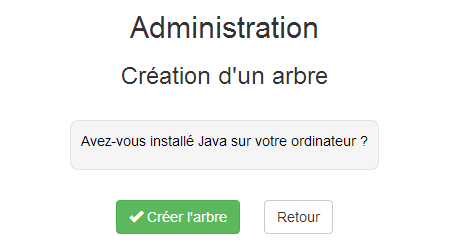 Administration
Création d'un arbre
Avez-vous installé Java sur votre ordinateur ?
Créer l'arbre
Retour